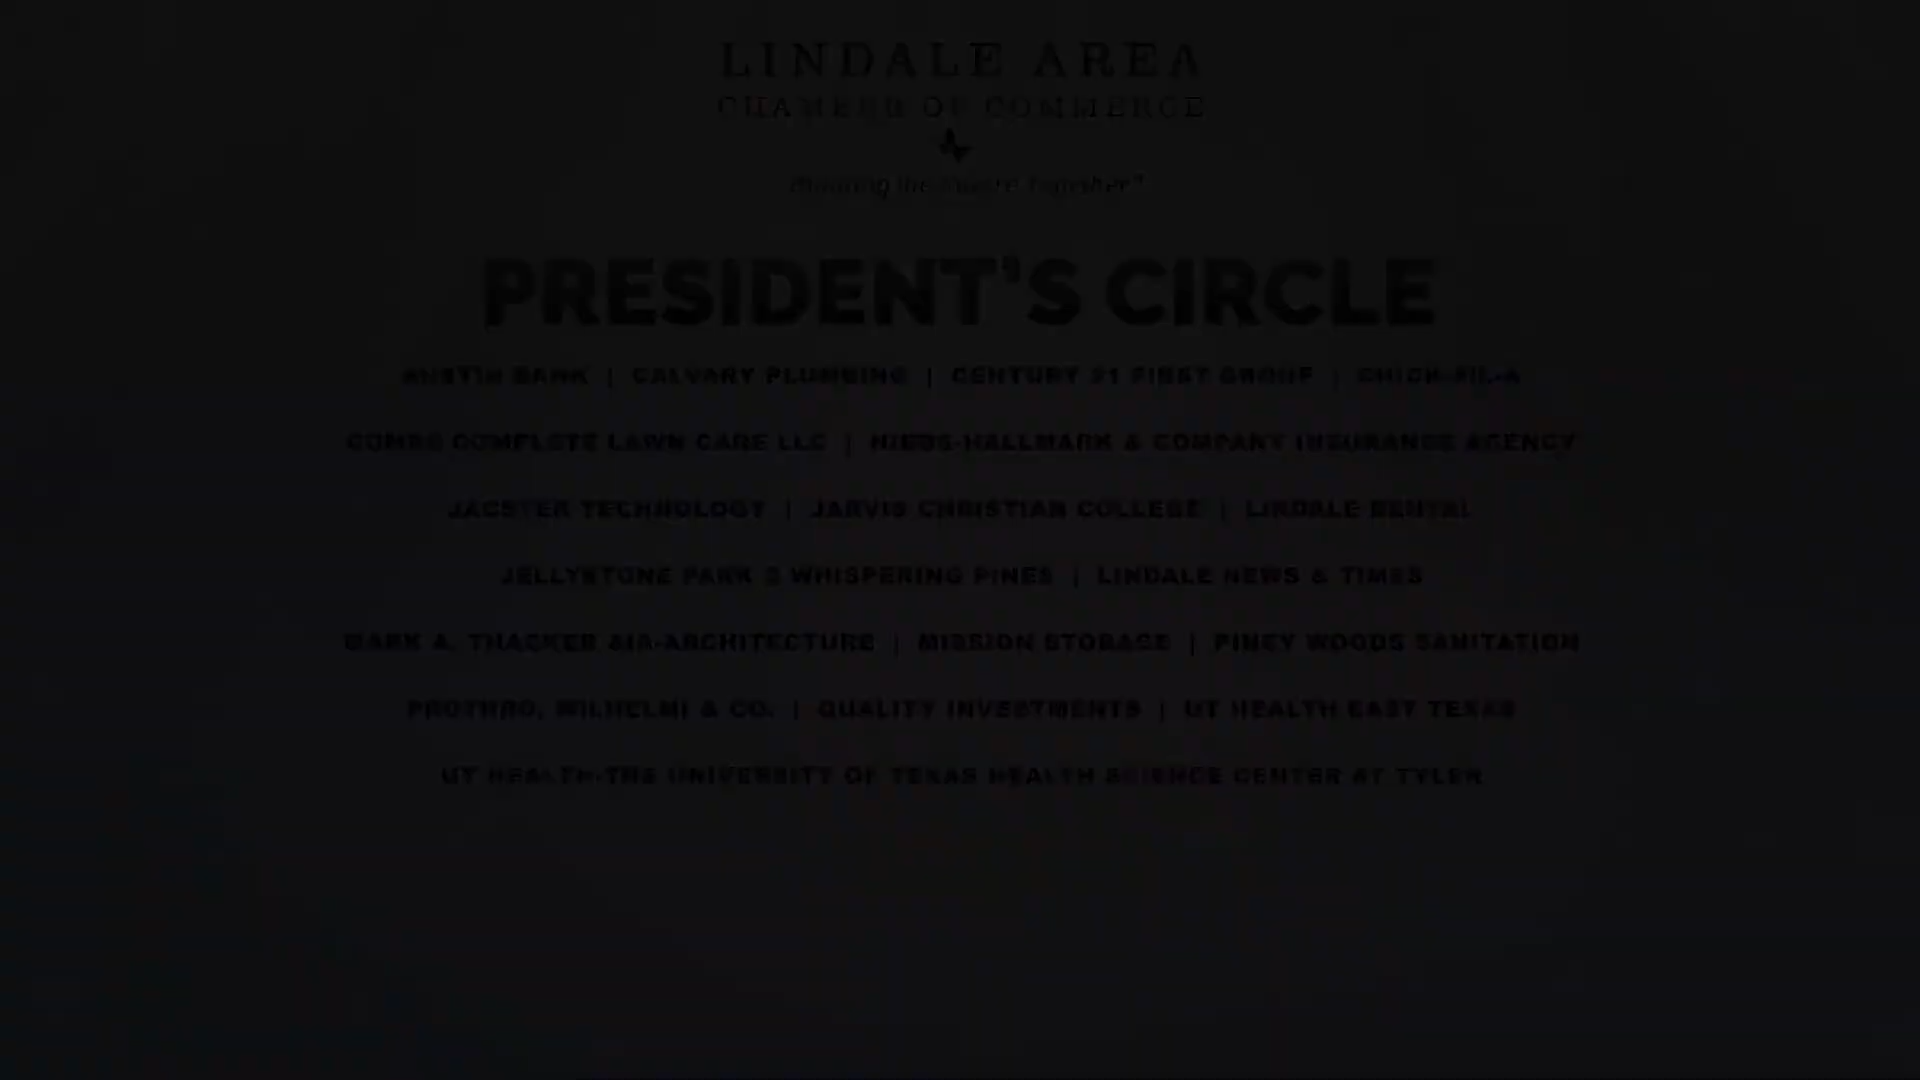 LINDALE AREA
CHAMBER OF COMMERCE
the Together"
PRESIDENT'S CIRCLE
AUSTIN BANK | CALVARY PLUMBING | CENTURY 21 FIRST GROUP | CHICK-FIL-A
COMBS COMPLETE LAWN CARE LLC | HIBBS-HALLMARK & COMPANY INSURANCE AGENCY
JACSTER TECHNOLOGY | JARVIS CHRISTIAN COLLEGE | LINDALE DENTAL
JELLYSTONE PARK @ WHISPERING PINES | LINDALE NEWS & TIMES
MARK A. THACKER AIA-ARCHITECTURE | MISSION STORAGE | PINEY WOODS SANITATION
PROTHRO, WILHELMI & CO. | QUALITY INVESTMENTS | UT HEALTH EAST TEXAS
UT HEALTH-THE UNIVERSITY OF TEXAS HEALTH SCIENCE CENTER AT TYLER